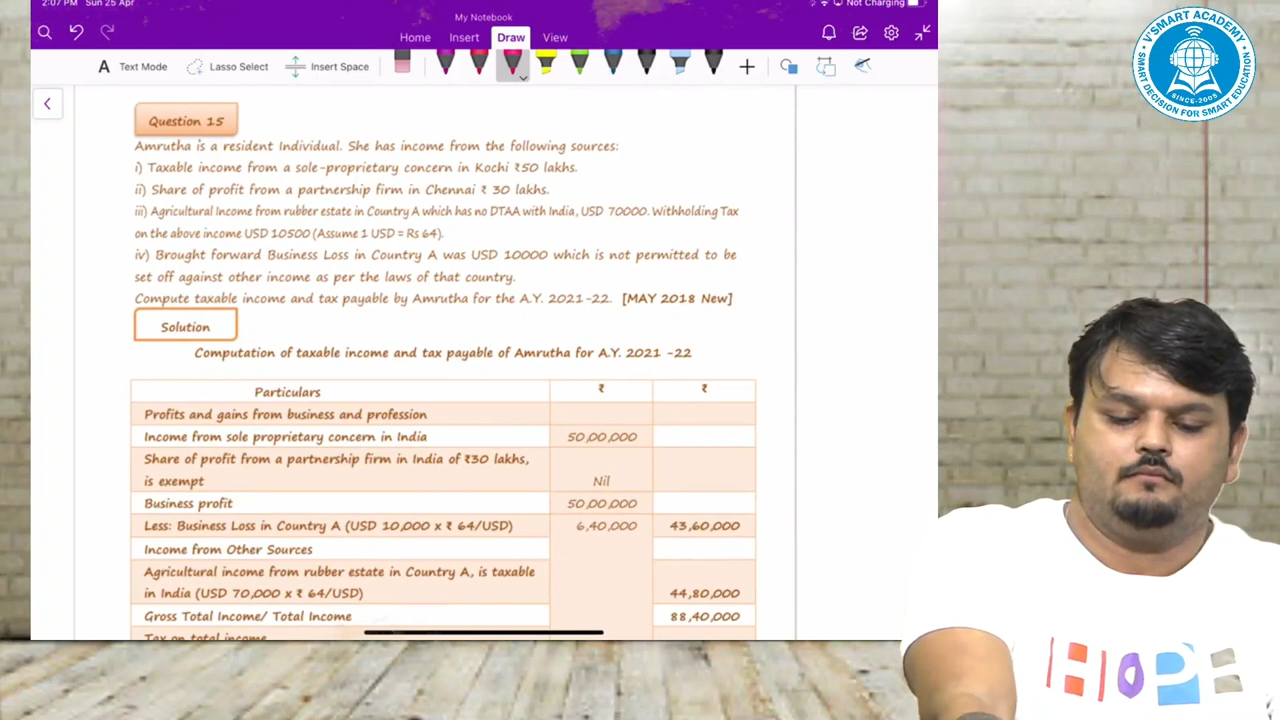 2:07 PM Sun 25 Apr
Not Charging
My Notebook
Home Insert Draw View
A Text Mode Lasso Select Insert Space
Question 15
Amrutha is a resident Individual. She has income from the following sources:
i) Taxable income from a sole-proprietary concern in Kochi ₹50 lakhs.
ii) Share of profit from a partnership firm in Chennai ₹ 30 lakhs.
iii) Agricultural Income from rubber estate in Country A which has no DTAA with India, USD 70000. Withholding Tax
on the above income USD 10500 (Assume 1 USD = Rs 64).
iv) Brought forward Business Loss in Country A was USD 10000 which is not permitted to be
set off against other income as per the laws of that country.
Compute taxable income and tax payable by Amrutha for the A.Y. 2021-22. [MAY 2018 New]
Solution
Computation of taxable income and tax payable of Amrutha for A.Y. 2021 -22
Particulars ₹ ₹
Profits and gains from business and profession
Income from sole proprietary concern in India 50,00,000
Share of profit from a partnership firm in India of ₹30 lakhs,
is exempt Nil
Business profit 50,00,000
Less: Business Loss in Country A (USD 10,000 x ₹ 64/USD) 6,40,000 43,60,000
Income from Other Sources
Agricultural income from rubber estate in Country A, is taxable
in India (USD 70,000 x ₹ 64/USD) 44,80,000
Gross Total Income/ Total Income 88,40,000
Tax on total income
V'SMART ACADEMY
SINCE-2005
SMART DECISION FOR SMART EDUCATION
HOPE